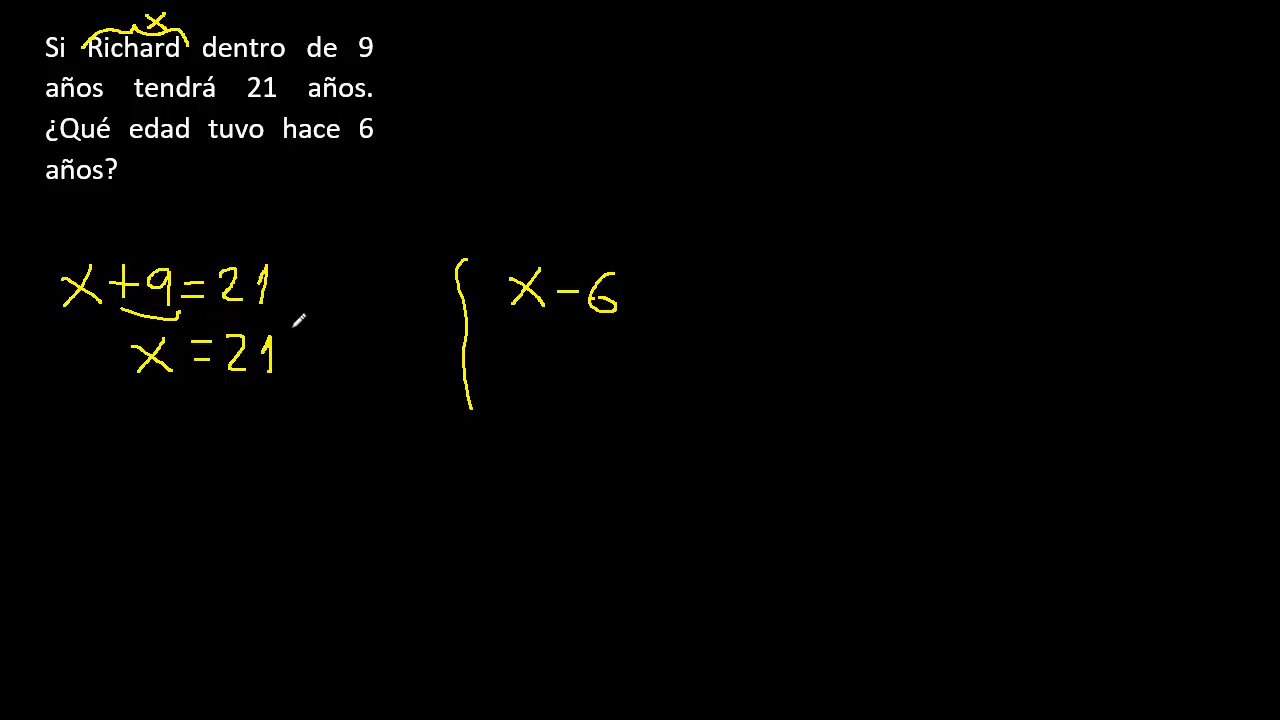 x
Si Richard dentro de 9
años tendrá 21 años.
¿Qué edad tuvo hace 6
años?
x+9=21
x-6
x=21